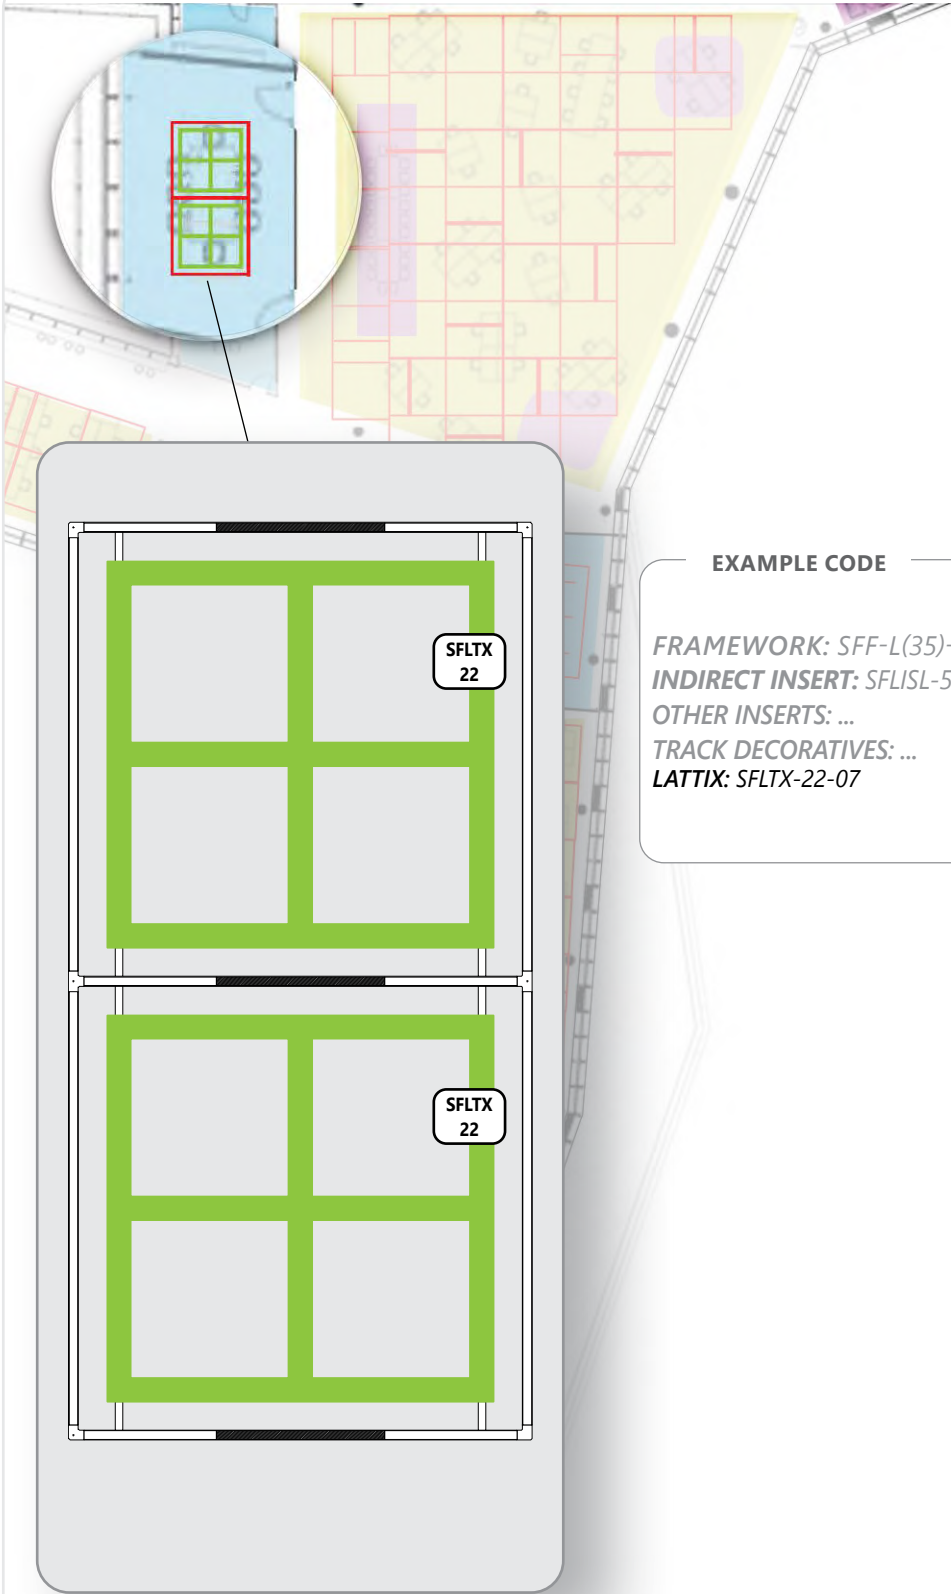 SFLTX
22
EXAMPLE CODE
FRAMEWORK: SFF-L(35)-
INDIRECT INSERT: SFLISL-5
OTHER INSERTS: ...
TRACK DECORATIVES: ...
LATTIX: SFLTX-22-07
SFLTX
22